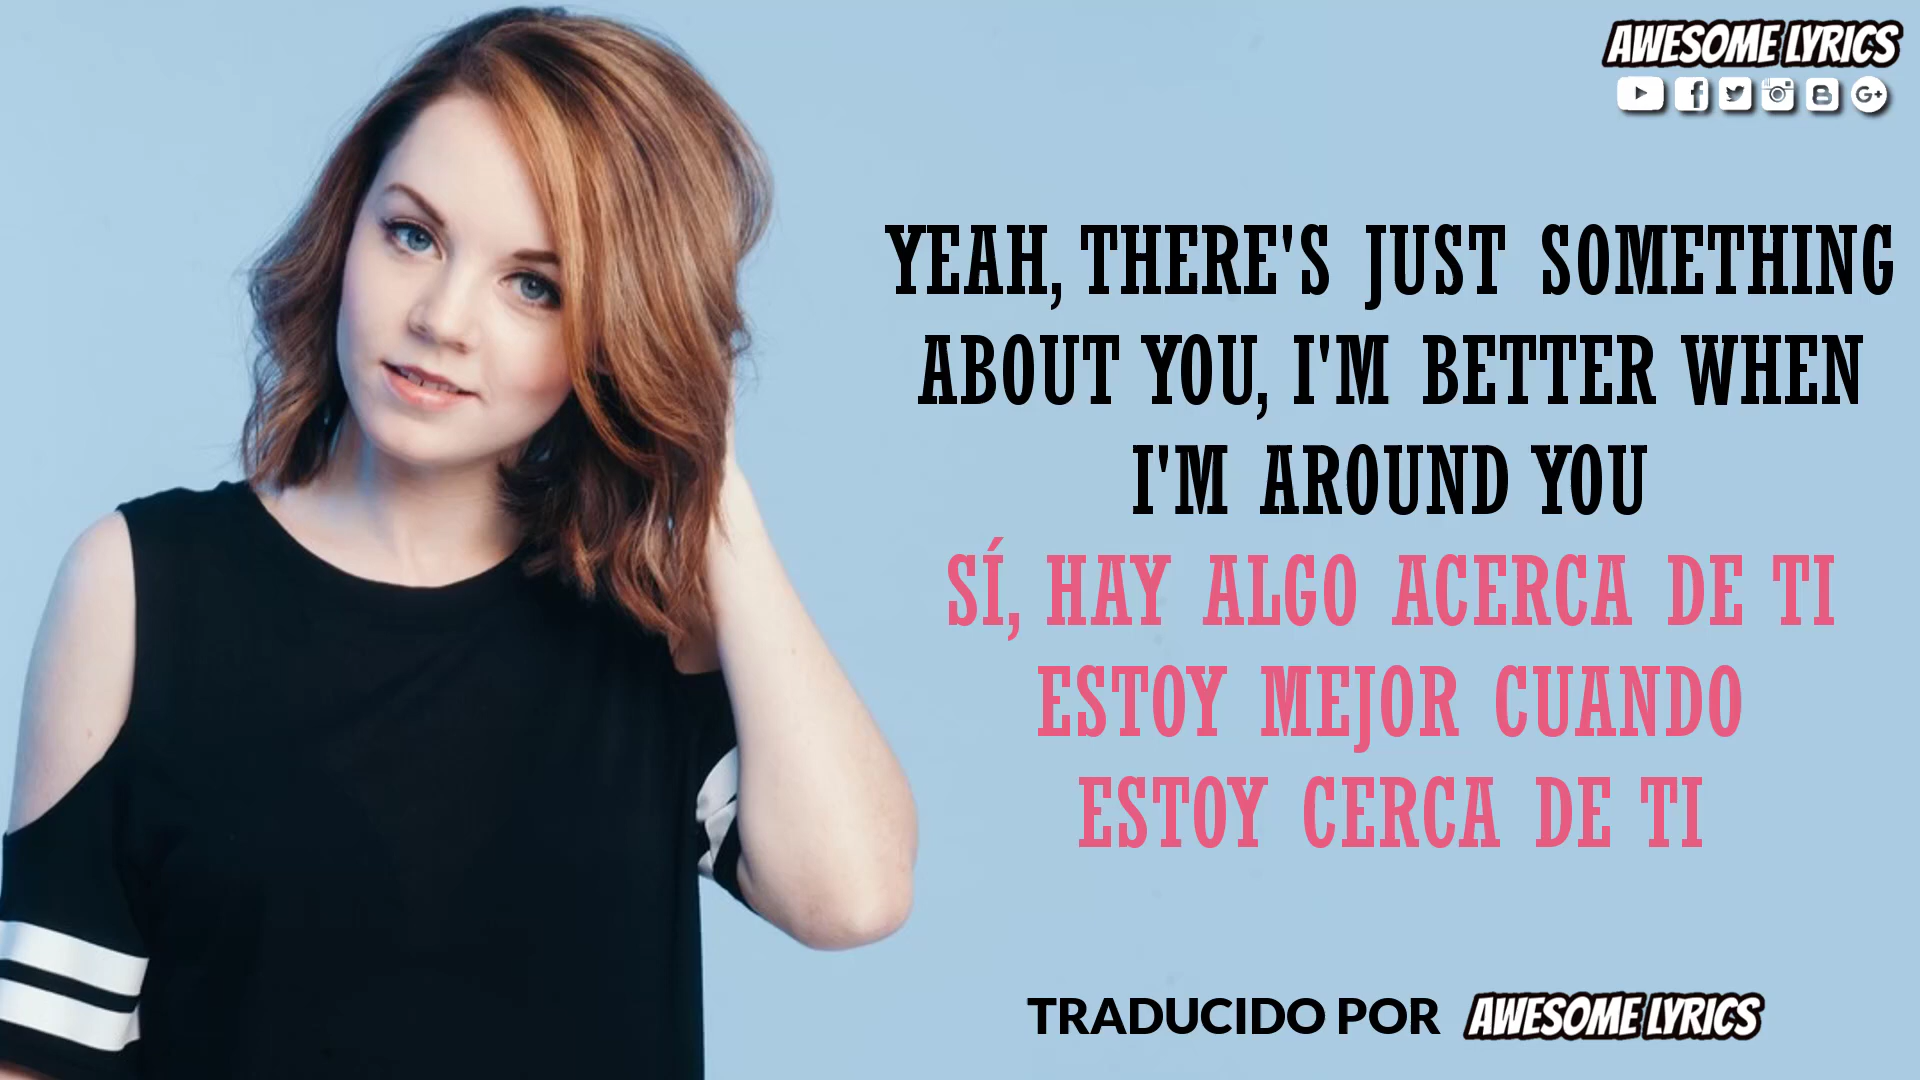 AWESOME LYRICS
YEAH, THERE'S JUST SOMETHING
ABOUT YOU, I'M BETTER WHEN
I'M AROUND YOU
SÍ, HAY ALGO ACERCA DE TI
ESTOY MEJOR CUANDO
ESTOY CERCA DE TI
TRADUCIDO POR AWESOME LYRICS